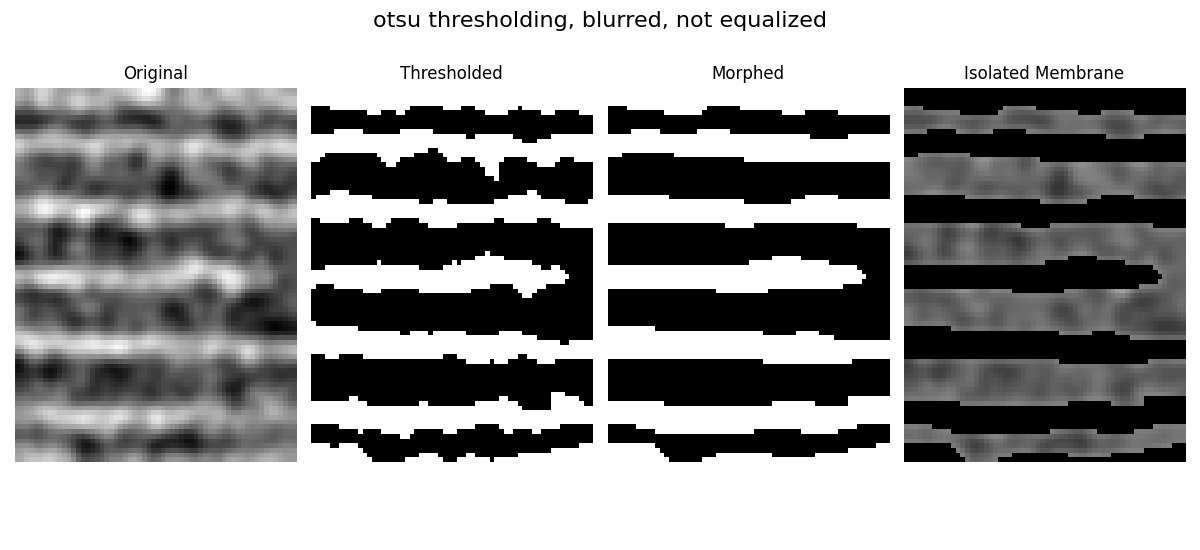 otsu thresholding, blurred, not equalized
Original
Thresholded
Morphed
Isolated Membrane